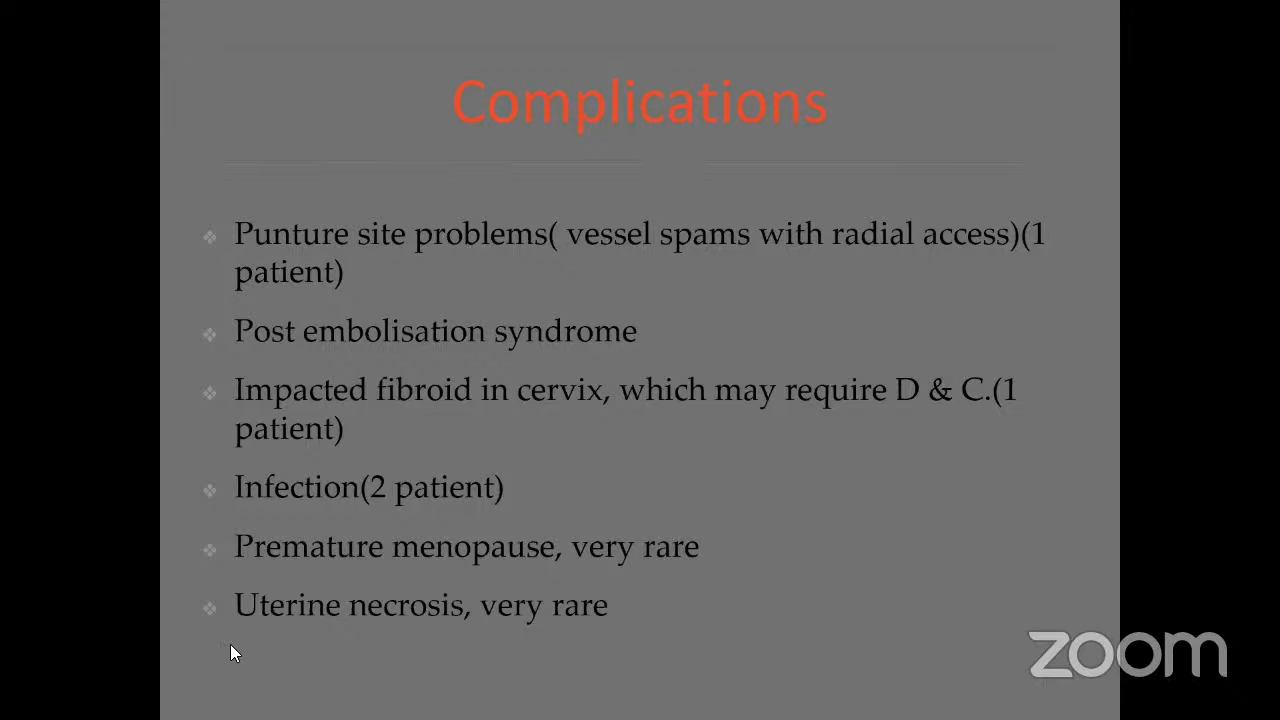 Complications
Punture site problems( vessel spams with radial access)(1
patient)
Post embolisation syndrome
Impacted fibroid in cervix, which may require D & C.(1
patient)
Infection(2 patient)
Premature menopause, very rare
Uterine necrosis, very rare
zoom